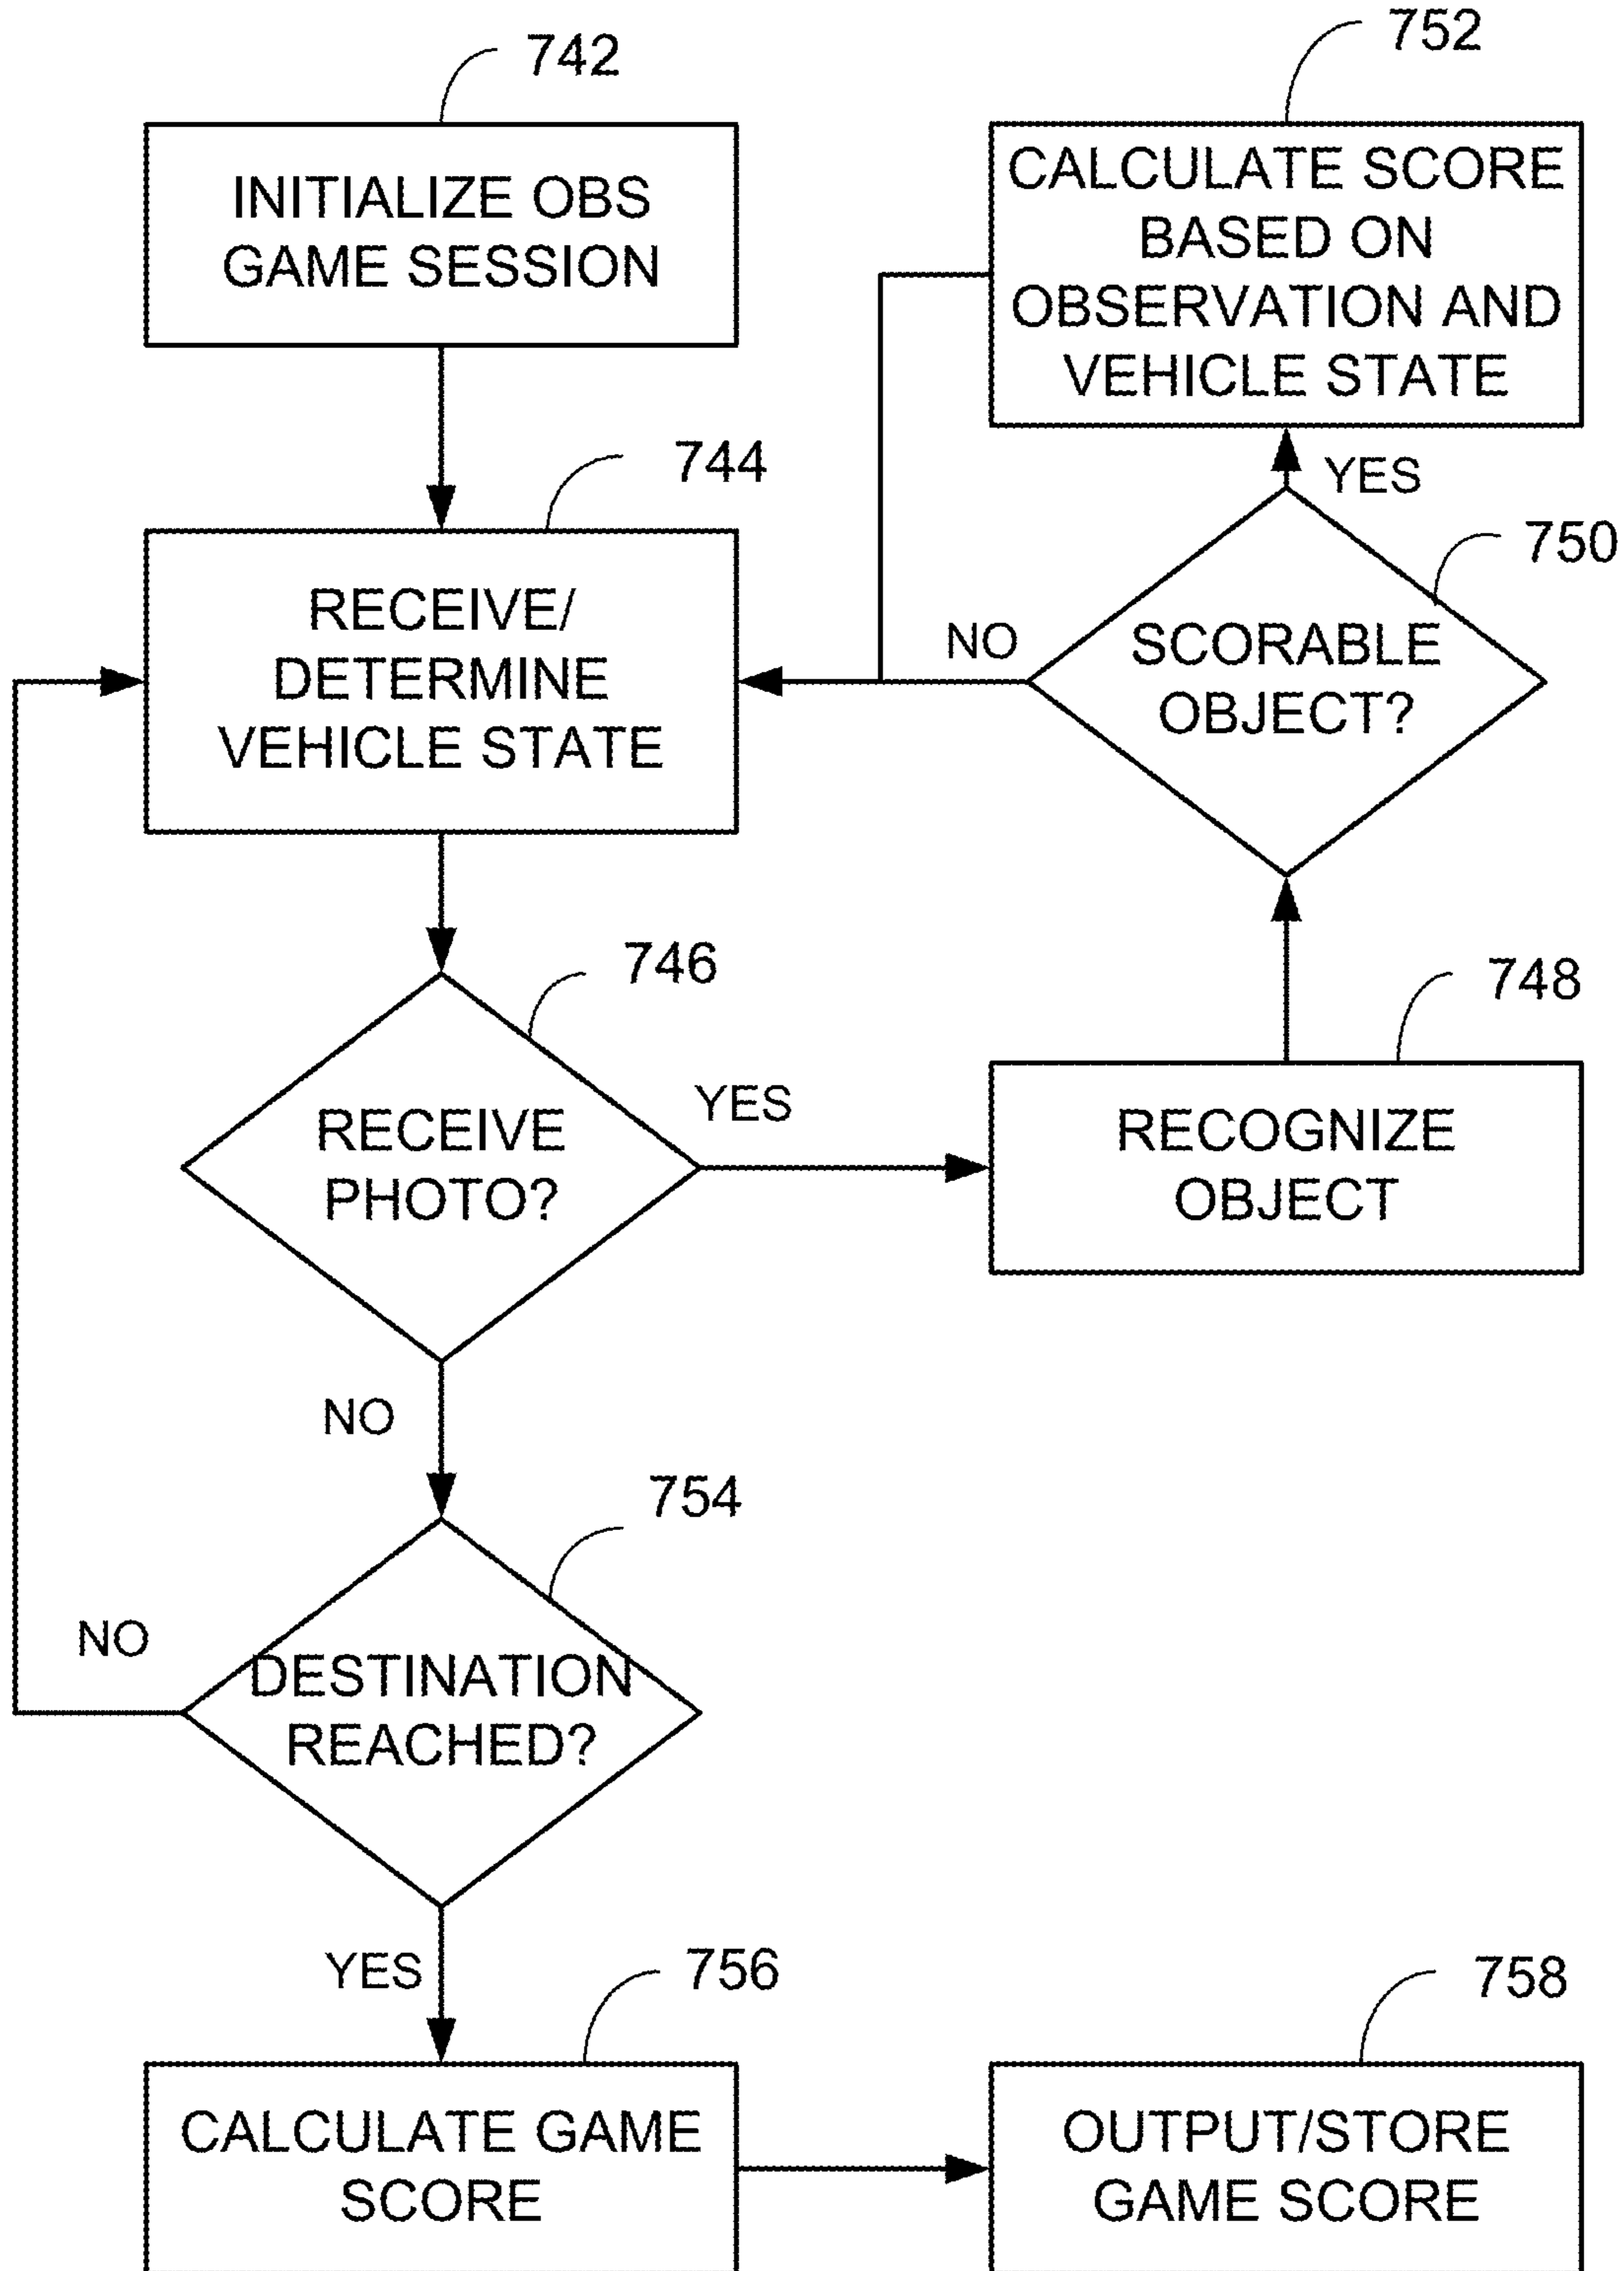 742
INITIALIZE OBS
GAME SESSION
752
CALCULATE SCORE
BASED ON
OBSERVATION AND
VEHICLE STATE
744
RECEIVE/
DETERMINE
VEHICLE STATE
YES
750
NO
SCORABLE
OBJECT?
746
RECEIVE
PHOTO?
YES
748
RECOGNIZE
OBJECT
NO
754
NO
DESTINATION
REACHED?
YES
756
CALCULATE GAME
SCORE
758
OUTPUT/STORE
GAME SCORE